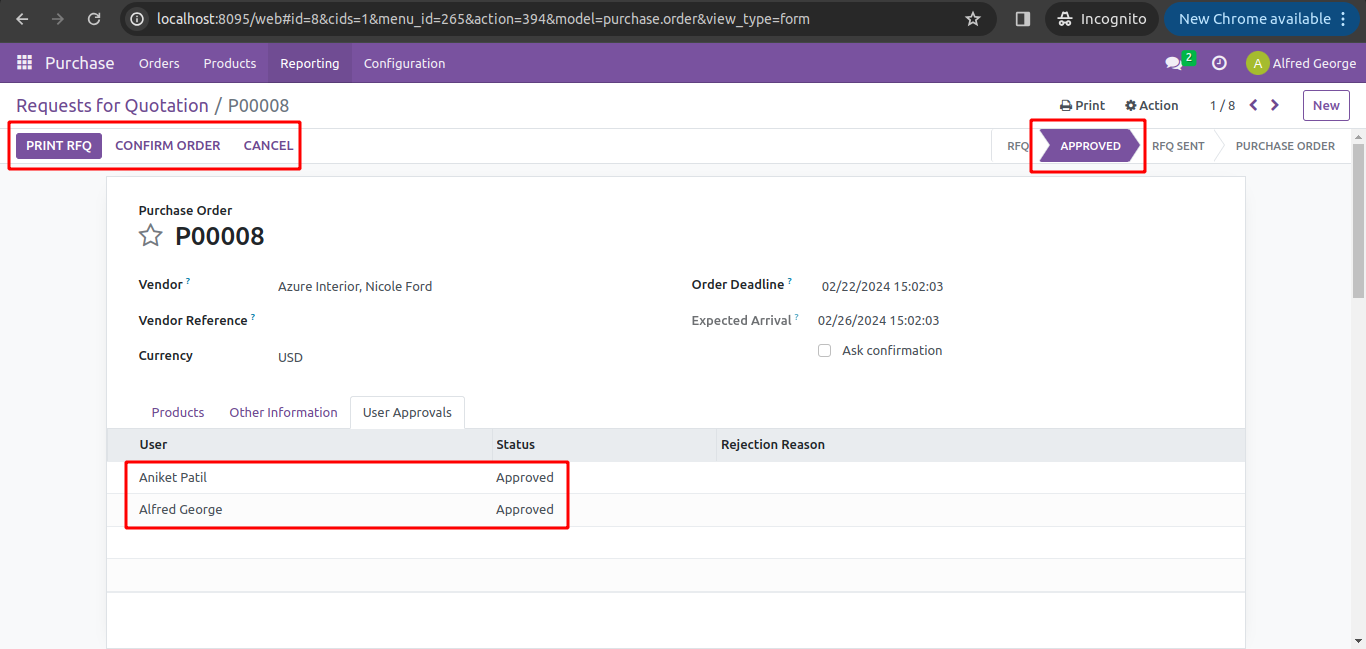 localhost:8095/web#id=8&cids=1&menu_id=265&action=394&model=purchase.order&view_type=form Incognito New Chrome available
Purchase Orders Products Reporting Configuration 2 A Alfred George
Requests for Quotation / P00008 Print Action 1 / 8 New
PRINT RFQ CONFIRM ORDER CANCEL RFQ APPROVED RFQ SENT PURCHASE ORDER
Purchase Order
P00008
Vendor ? Azure Interior, Nicole Ford Order Deadline ? 02/22/2024 15:02:03
Vendor Reference ? Expected Arrival ? 02/26/2024 15:02:03
Ask confirmation
Currency USD
Products Other Information User Approvals
User Status Rejection Reason
Aniket Patil Approved
Alfred George Approved